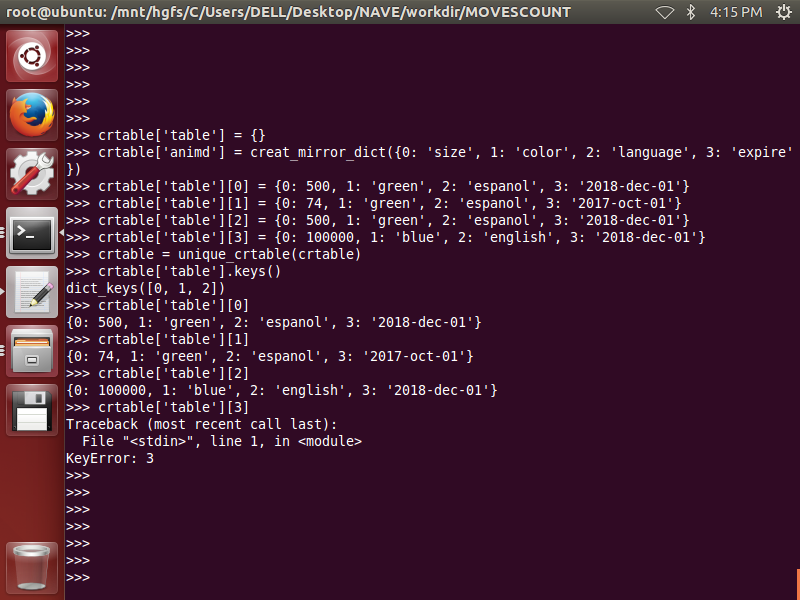 root@ubuntu: /mnt/hgfs/C/Users/DELL/Desktop/NAVE/workdir/MOVESCOUNT 4:15 PM
>>>
>>>
>>>
>>>
>>>
>>>
>>> crtable['table'] = {}
>>> crtable['animd'] = creat_mirror_dict({0: 'size', 1: 'color', 2: 'language', 3: 'expire'
})
>>> crtable['table'][0] = {0: 500, 1: 'green', 2: 'espanol', 3: '2018-dec-01'}
>>> crtable['table'][1] = {0: 74, 1: 'green', 2: 'espanol', 3: '2017-oct-01'}
>>> crtable['table'][2] = {0: 500, 1: 'green', 2: 'espanol', 3: '2018-dec-01'}
>>> crtable['table'][3] = {0: 100000, 1: 'blue', 2: 'english', 3: '2018-dec-01'}
>>> crtable = unique_crtable(crtable)
>>> crtable['table'].keys()
dict_keys([0, 1, 2])
>>> crtable['table'][0]
{0: 500, 1: 'green', 2: 'espanol', 3: '2018-dec-01'}
>>> crtable['table'][1]
{0: 74, 1: 'green', 2: 'espanol', 3: '2017-oct-01'}
>>> crtable['table'][2]
{0: 100000, 1: 'blue', 2: 'english', 3: '2018-dec-01'}
>>> crtable['table'][3]
Traceback (most recent call last):
  File "<stdin>", line 1, in <module>
KeyError: 3
>>>
>>>
>>>
>>>
>>>
>>>
>>>